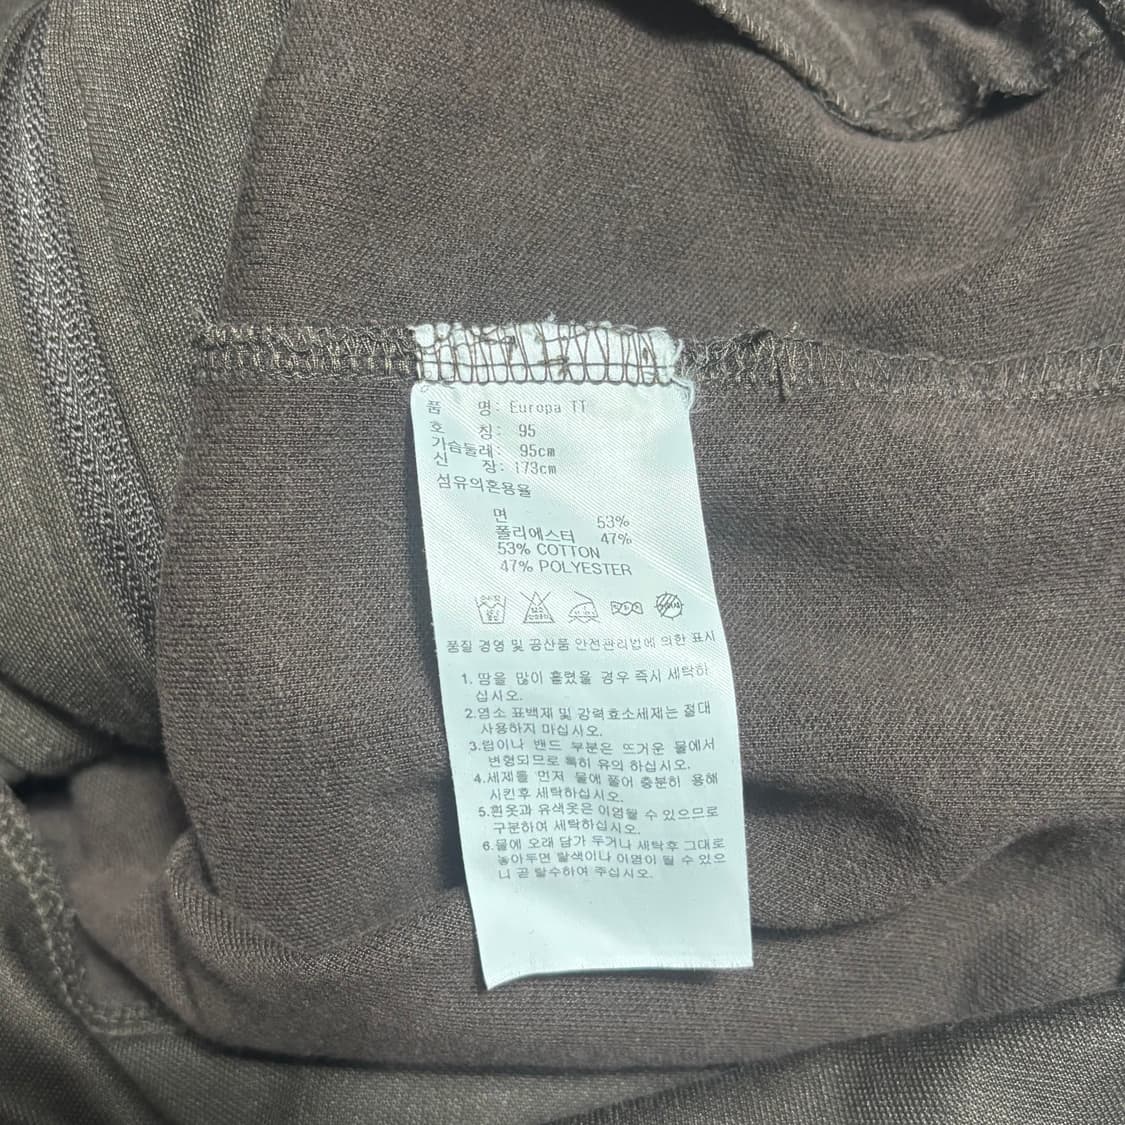 품 명: Europa TT
호 칭: 95
가슴둘레: 95cm
신 장: 173cm
섬유의혼용율
면 53%
폴리에스터 47%
53% COTTON
47% POLYESTER
품질 경영 및 공산품 안전관리법에 의한 표시
1. 땀을 많이 흘렸을 경우 즉시 세탁하
십시오.
2.염소 표백제 및 강력효소세제는 절대
사용하지 마십시오.
3.립이나 밴드 부분은 뜨거운 물에서
변형되므로 특히 유의 하십시오.
4.세제를 먼저 물에 풀어 충분히 용해
시킨후 세탁하십시오.
5.흰옷과 유색옷은 이염될 수 있으므로
구분하여 세탁하십시오.
6.물에 오래 담가 두거나 세탁후 그대로
놓아두면 탈색이나 이염이 될 수 있으
니 곧 탈수하여 주십시오.